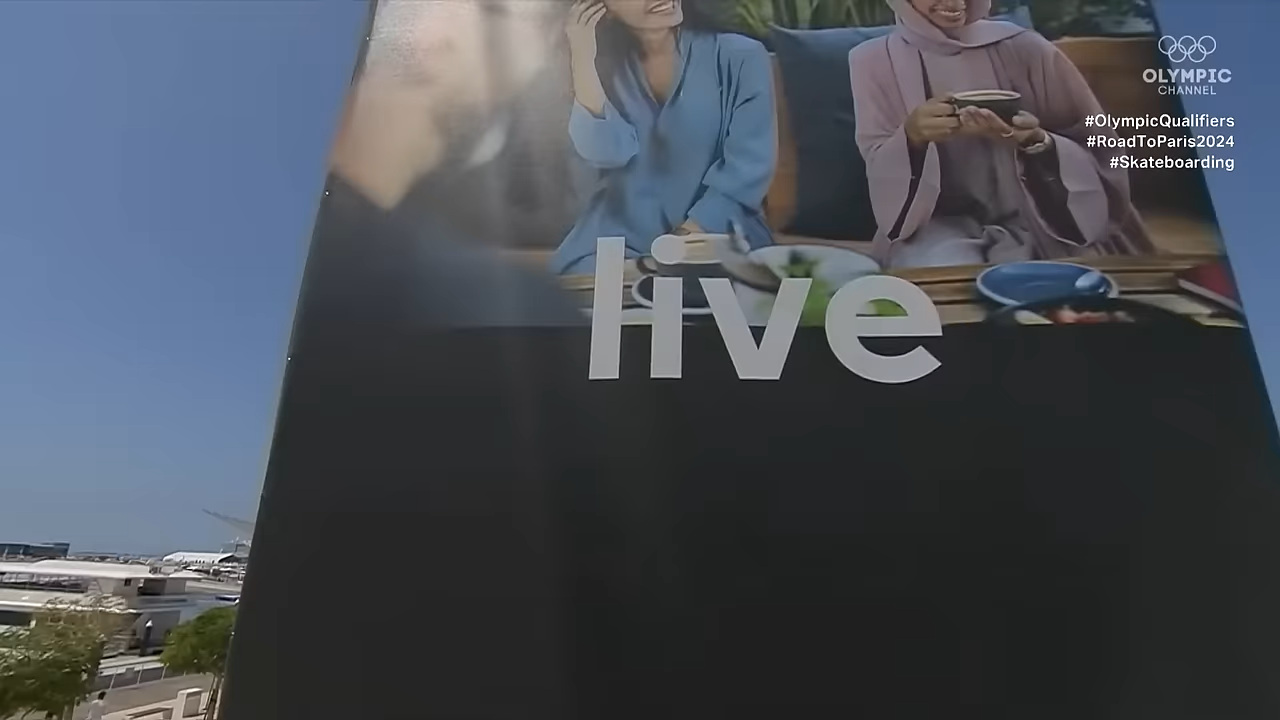 OLYMPIC
CHANNEL
#OlympicQualifiers
#RoadToParis2024
#Skateboarding
live